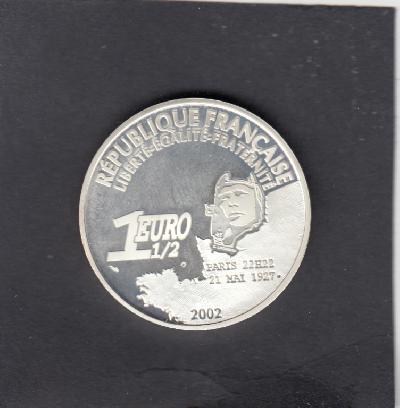 RÉPUBLIQUE FRANÇAISE
LIBERTÉ-ÉGALITÉ-FRATERNITÉ
1 EURO
1/2
PARIS 22H22
21 MAI 1927.
2002